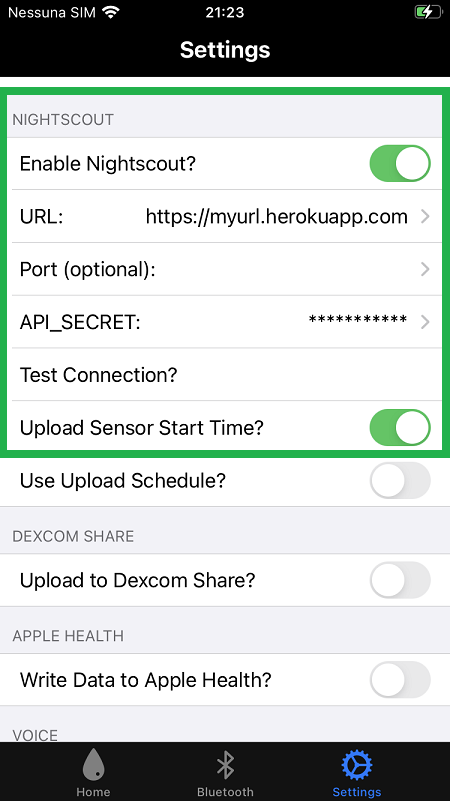 Nessuna SIM 21:23
Settings
NIGHTSCOUT
Enable Nightscout?
URL: https://myurl.herokuapp.com
Port (optional):
API_SECRET: ***********
Test Connection?
Upload Sensor Start Time?
Use Upload Schedule?
DEXCOM SHARE
Upload to Dexcom Share?
APPLE HEALTH
Write Data to Apple Health?
VOICE
Home Bluetooth Settings